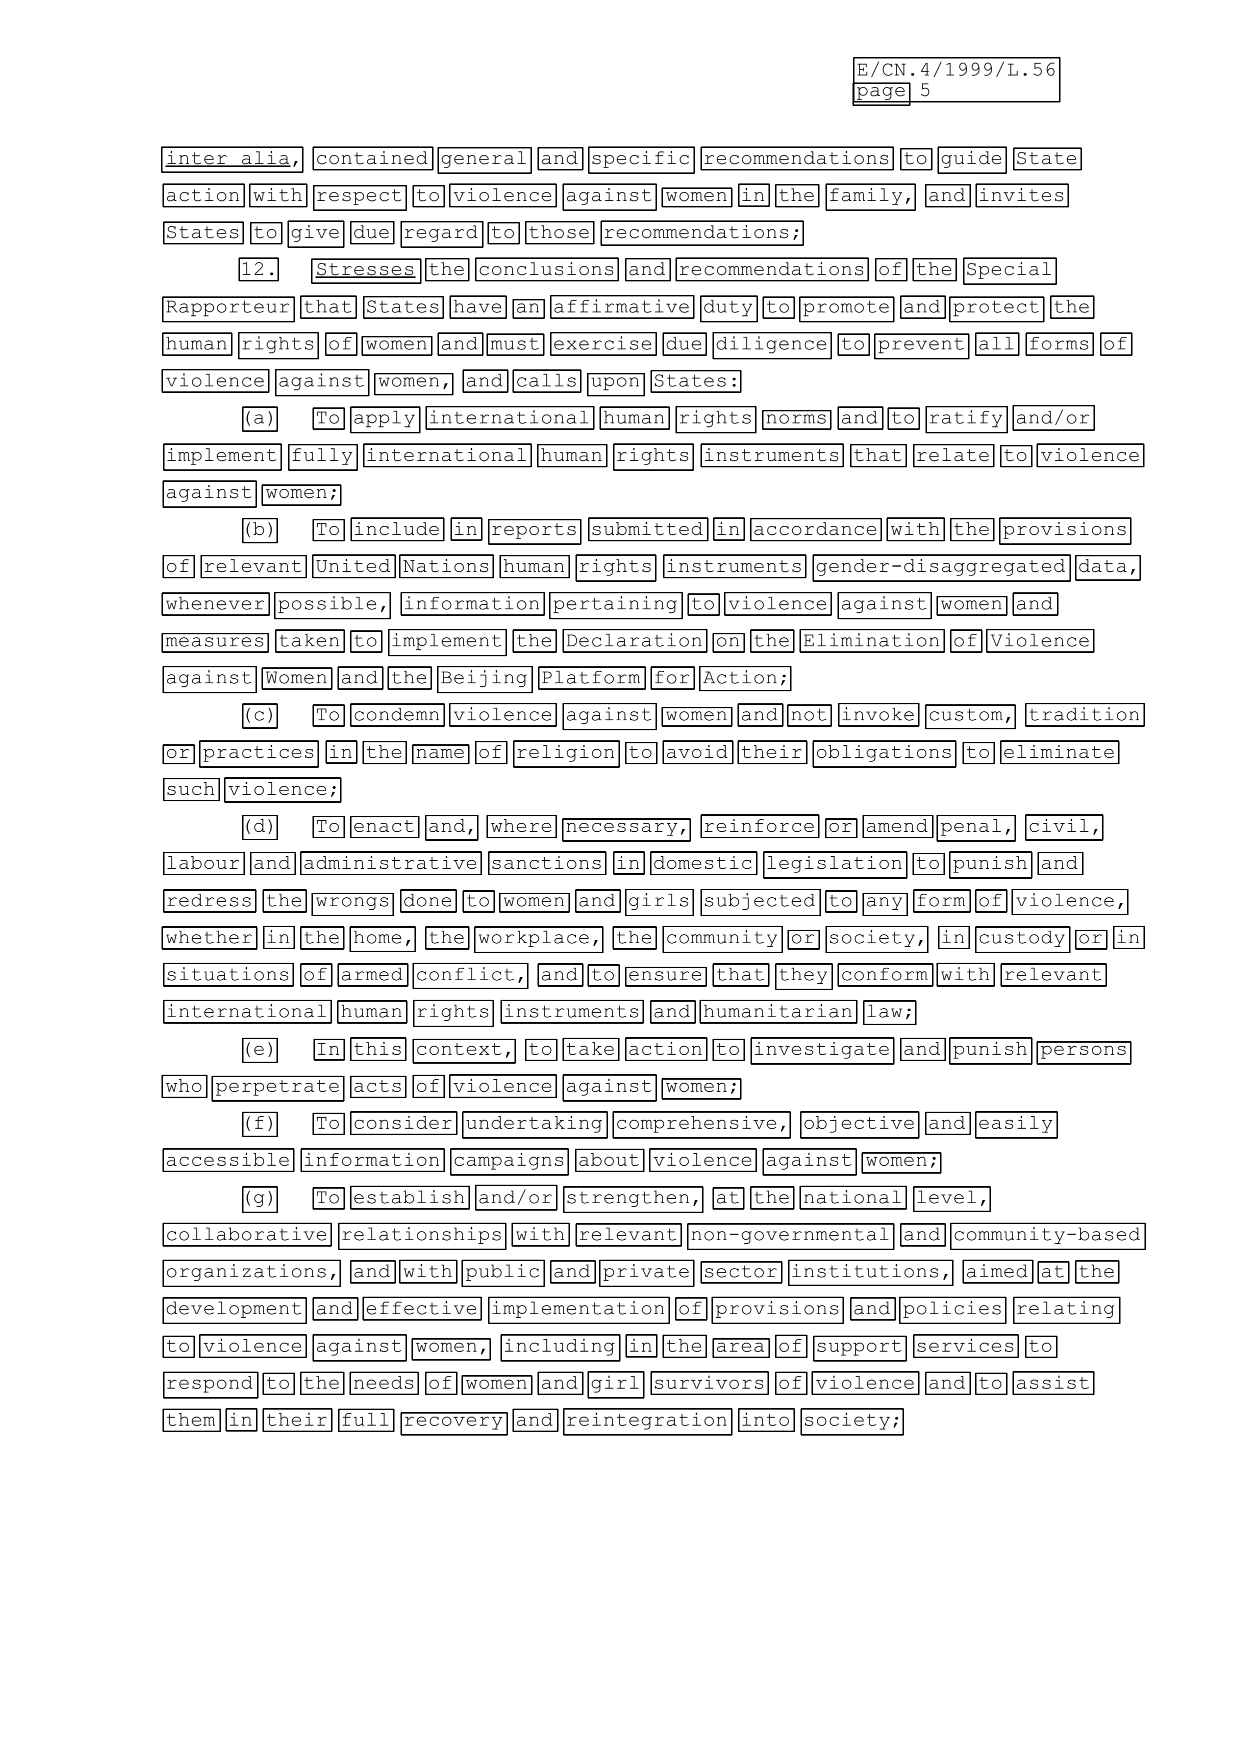 E/CN.4/1999/L.56
page 5
inter alia, contained general and specific recommendations to guide State
action with respect to violence against women in the family, and invites
States to give due regard to those recommendations;
12. Stresses the conclusions and recommendations of the Special
Rapporteur that States have an affirmative duty to promote and protect the
human rights of women and must exercise due diligence to prevent all forms of
violence against women, and calls upon States:
(a) To apply international human rights norms and to ratify and/or
implement fully international human rights instruments that relate to violence
against women;
(b) To include in reports submitted in accordance with the provisions
of relevant United Nations human rights instruments gender-disaggregated data,
whenever possible, information pertaining to violence against women and
measures taken to implement the Declaration on the Elimination of Violence
against Women and the Beijing Platform for Action;
(c) To condemn violence against women and not invoke custom, tradition
or practices in the name of religion to avoid their obligations to eliminate
such violence;
(d) To enact and, where necessary, reinforce or amend penal, civil,
labour and administrative sanctions in domestic legislation to punish and
redress the wrongs done to women and girls subjected to any form of violence,
whether in the home, the workplace, the community or society, in custody or in
situations of armed conflict, and to ensure that they conform with relevant
international human rights instruments and humanitarian law;
(e) In this context, to take action to investigate and punish persons
who perpetrate acts of violence against women;
(f) To consider undertaking comprehensive, objective and easily
accessible information campaigns about violence against women;
(g) To establish and/or strengthen, at the national level,
collaborative relationships with relevant non-governmental and community-based
organizations, and with public and private sector institutions, aimed at the
development and effective implementation of provisions and policies relating
to violence against women, including in the area of support services to
respond to the needs of women and girl survivors of violence and to assist
them in their full recovery and reintegration into society;